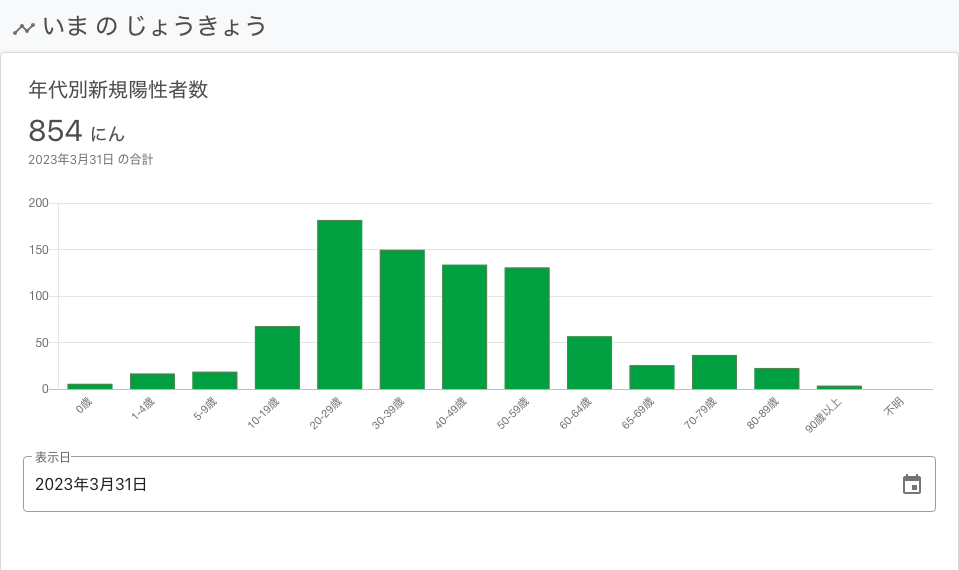 いま の じょうきょう
年代別新規陽性者数
854 にん
2023年3月31日 の合計
200
150
100
50
0
0歳
1-4歳
5-9歳
10-19歳
20-29歳
30-39歳
40-49歳
50-59歳
60-64歳
65-69歳
70-79歳
80-89歳
90歳以上
不明
表示日
2023年3月31日